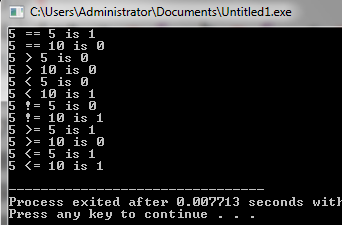 C:\Users\Administrator\Documents\Untitled1.exe
5 == 5 is 1
5 == 10 is 0
5 > 5 is 0
5 > 10 is 0
5 < 5 is 0
5 < 10 is 1
5 != 5 is 0
5 != 10 is 1
5 >= 5 is 1
5 >= 10 is 0
5 <= 5 is 1
5 <= 10 is 1
--------------------------------
Process exited after 0.007713 seconds with
Press any key to continue . . .